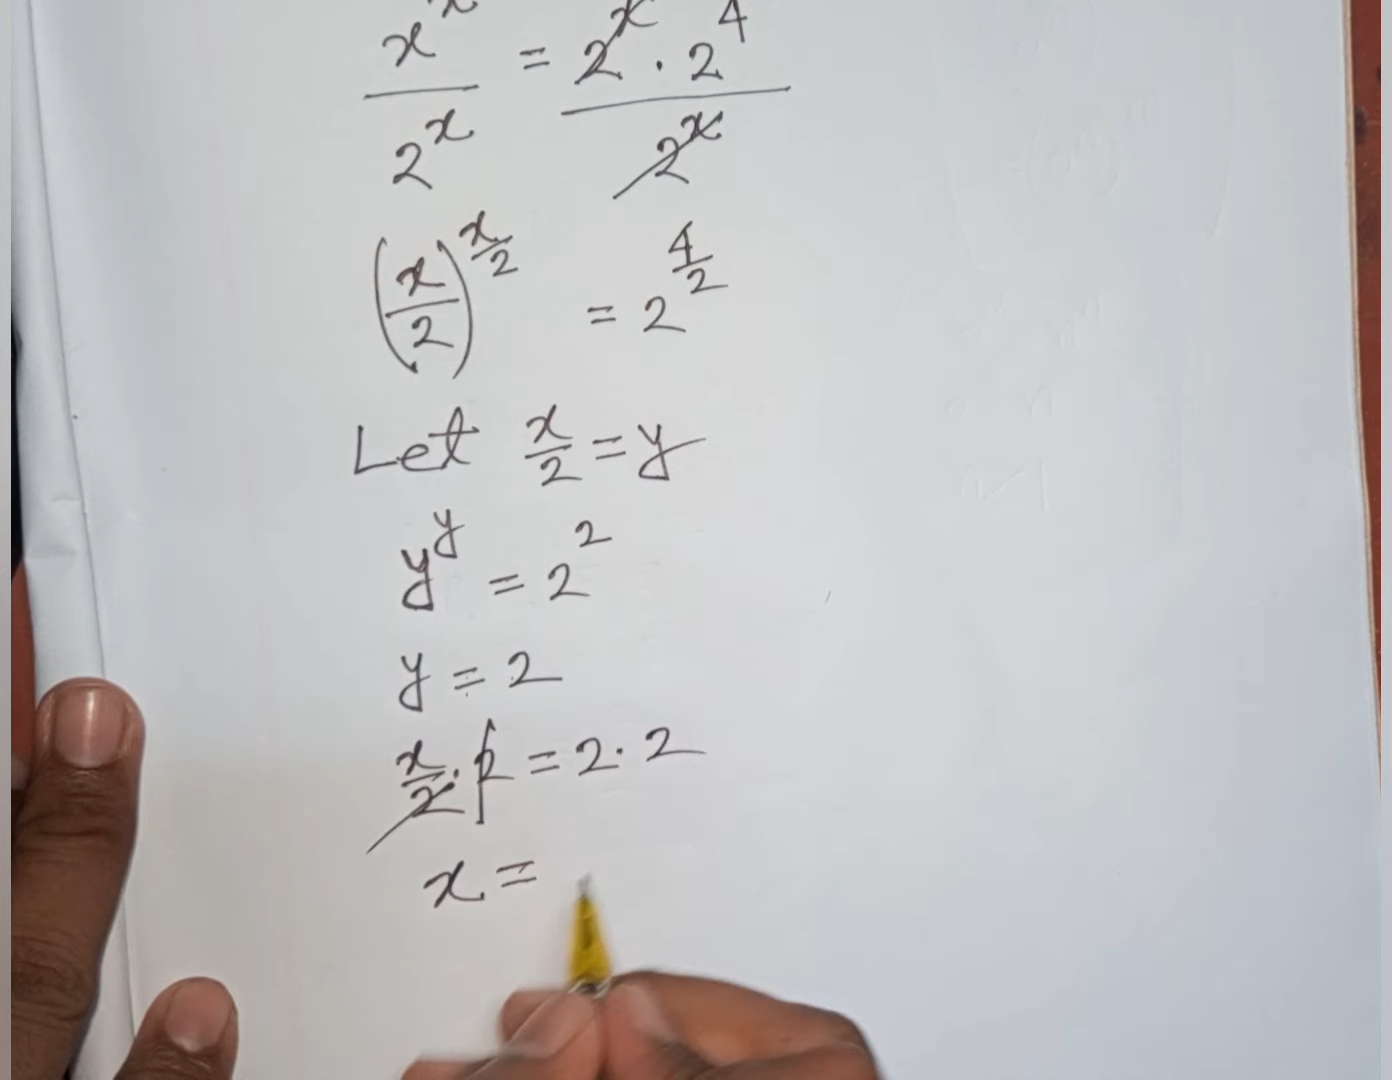 x^x / 2^x = 2^x · 2^4 / 2^x
(x/2)^(x/2) = 2^(4/2)
Let x/2 = y
y^y = 2^2
y = 2
x/2 · 2 = 2 · 2
x =